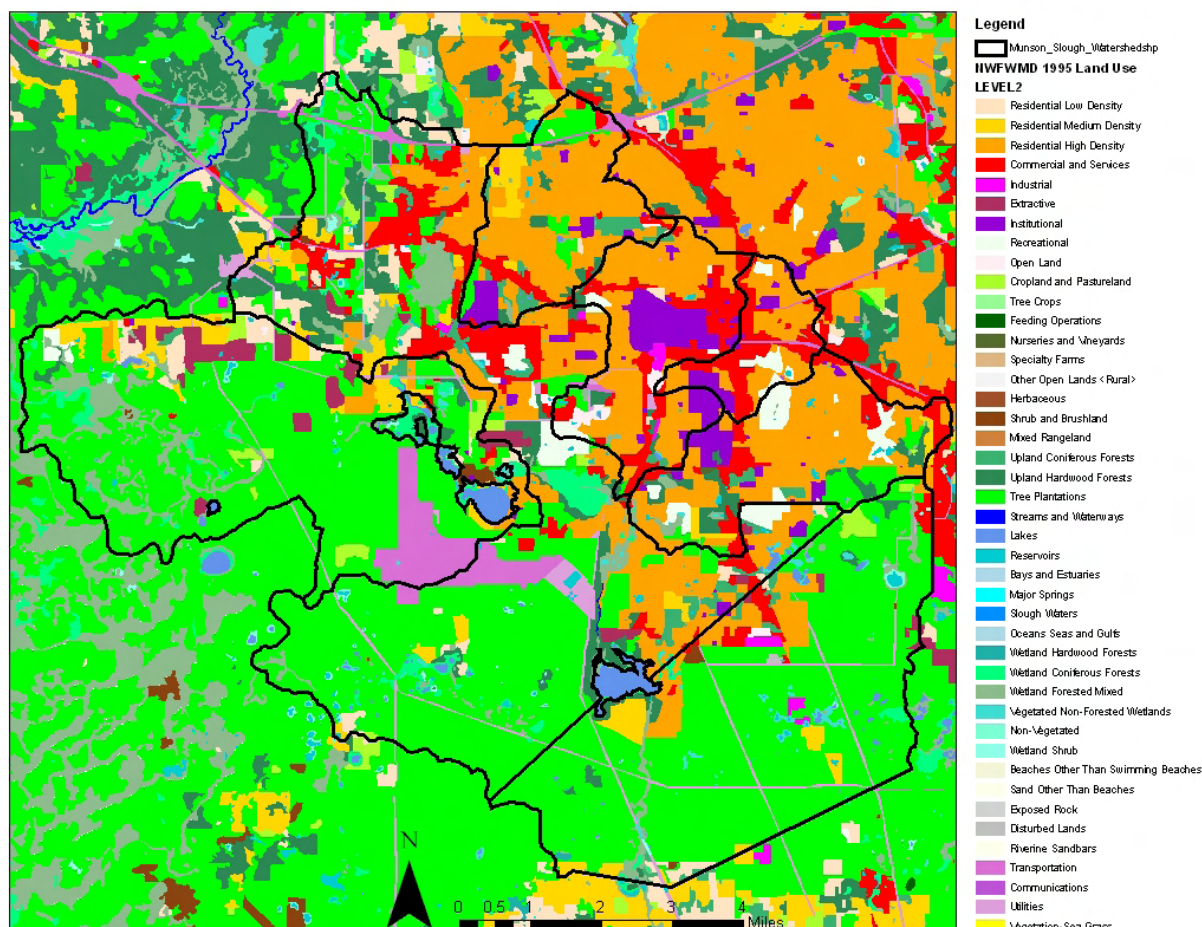 Legend
Munson_Slough_Watershedshp
NWFWMD 1995 Land Use
LEVEL2
Residential Low Density
Residential Medium Density
Residential High Density
Commercial and Services
Industrial
Extractive
Institutional
Recreational
Open Land
Cropland and Pastureland
Tree Crops
Feeding Operations
Nurseries and Vineyards
Specialty Farms
Other Open Lands <Rural>
Herbaceous
Shrub and Brushland
Mixed Rangeland
Upland Coniferous Forests
Upland Hardwood Forests
Tree Plantations
Streams and Waterways
Lakes
Reservoirs
Bays and Estuaries
Major Springs
Slough Waters
Oceans Seas and Gulfs
Wetland Hardwood Forests
Wetland Coniferous Forests
Wetland Forested Mixed
Vegetated Non-Forested Wetlands
Non-Vegetated
Wetland Shrub
Beaches Other Than Swimming Beaches
Sand Other Than Beaches
Exposed Rock
Disturbed Lands
Riverine Sandbars
Transportation
Communications
Utilities
Vegetation-Sea Grass
N
0 0.5 1 2 3 4
Miles